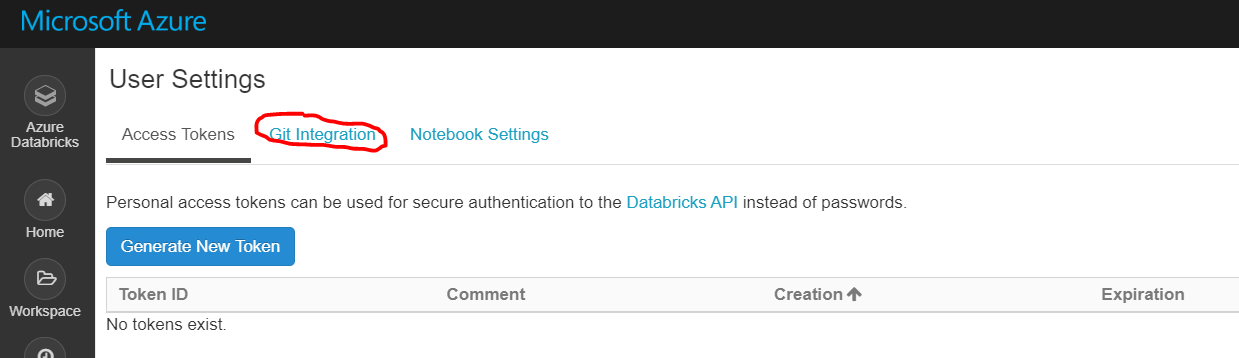 Microsoft Azure
User Settings
Azure
Databricks
Access Tokens Git Integration Notebook Settings
Home
Personal access tokens can be used for secure authentication to the Databricks API instead of passwords.
Generate New Token
Workspace
Token ID Comment Creation Expiration
No tokens exist.